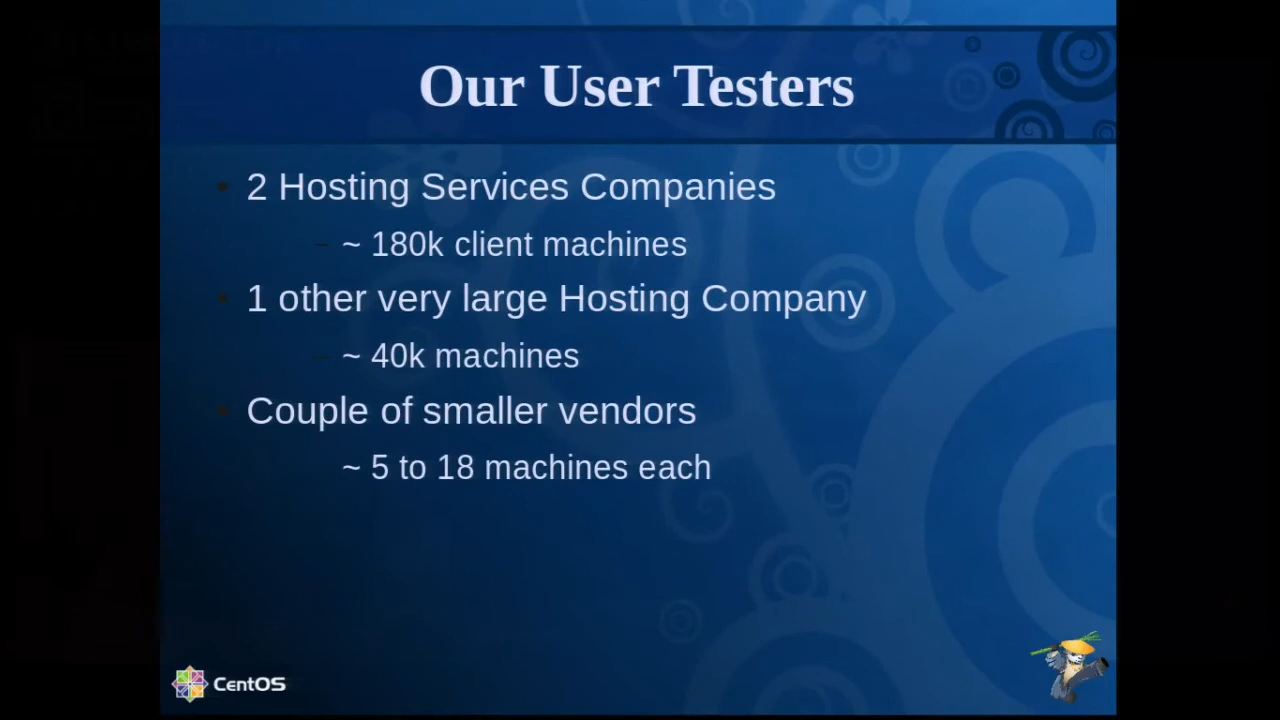 Our User Testers
2 Hosting Services Companies
~ 180k client machines
1 other very large Hosting Company
~ 40k machines
Couple of smaller vendors
~ 5 to 18 machines each
CentOS